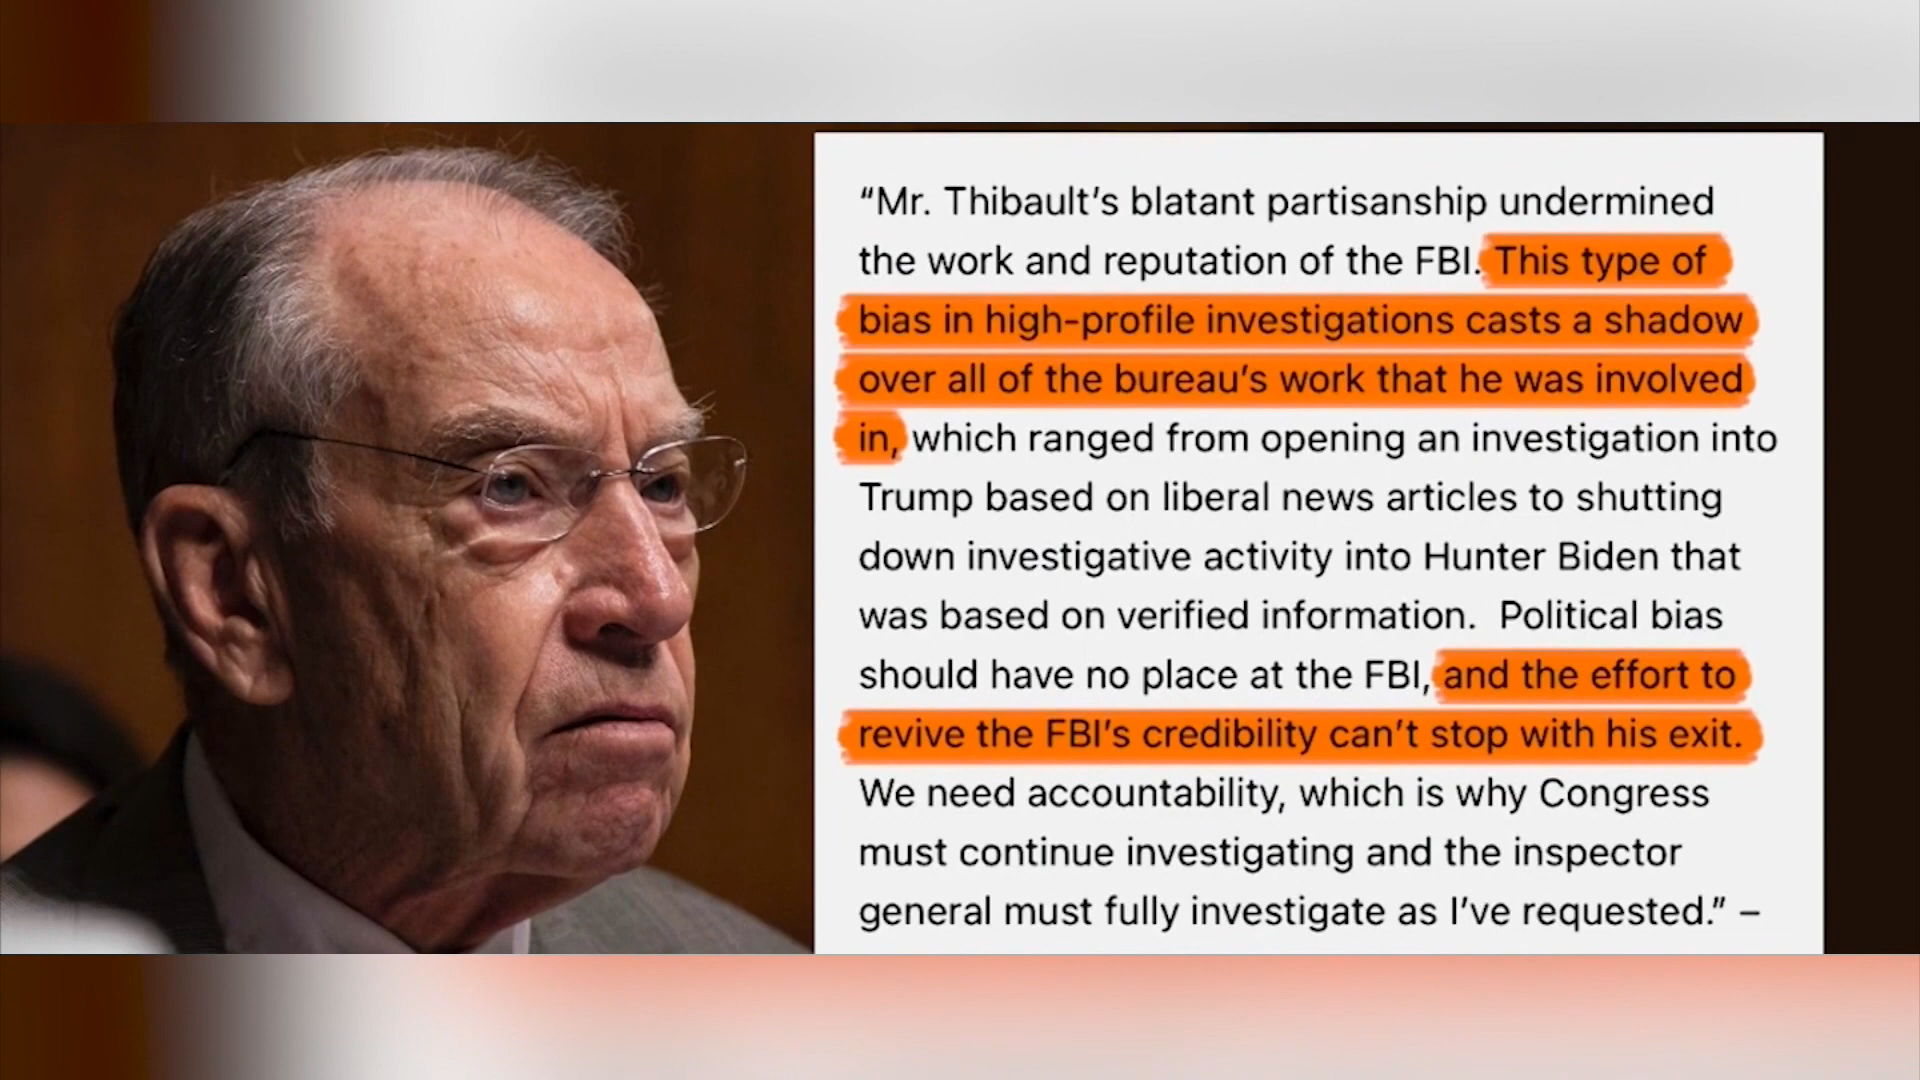 “Mr. Thibault’s blatant partisanship undermined
the work and reputation of the FBI. This type of
bias in high-profile investigations casts a shadow
over all of the bureau’s work that he was involved
in, which ranged from opening an investigation into
Trump based on liberal news articles to shutting
down investigative activity into Hunter Biden that
was based on verified information.  Political bias
should have no place at the FBI, and the effort to
revive the FBI’s credibility can’t stop with his exit.
We need accountability, which is why Congress
must continue investigating and the inspector
general must fully investigate as I’ve requested.” –